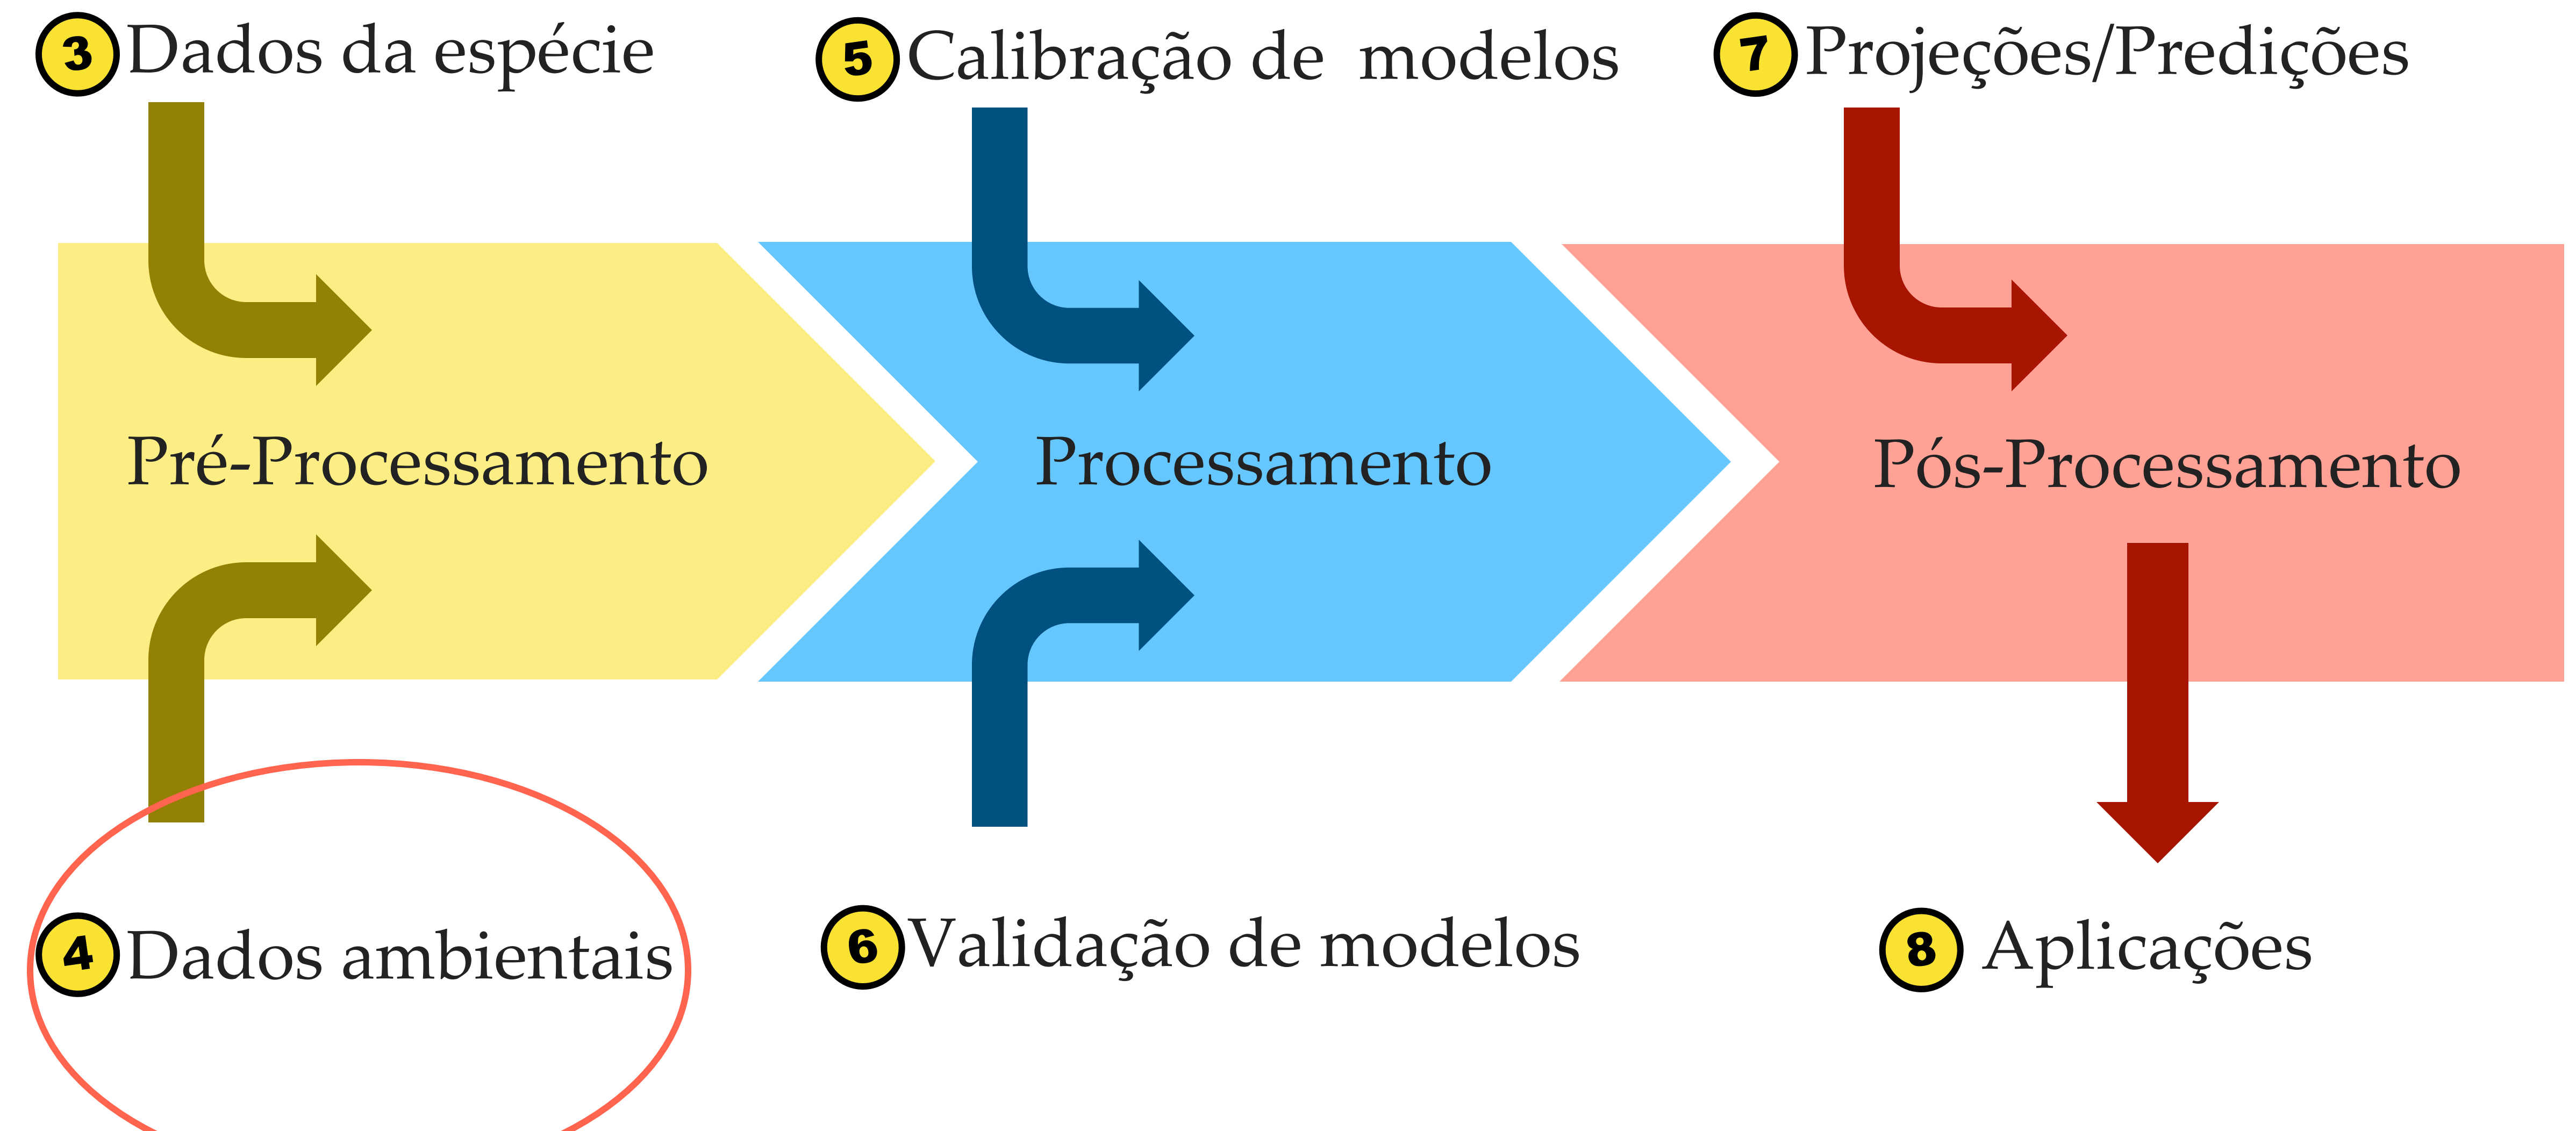 3 Dados da espécie
5 Calibração de modelos
7 Projeções/Predições
Pré-Processamento
Processamento
Pós-Processamento
4 Dados ambientais
6 Validação de modelos
8 Aplicações